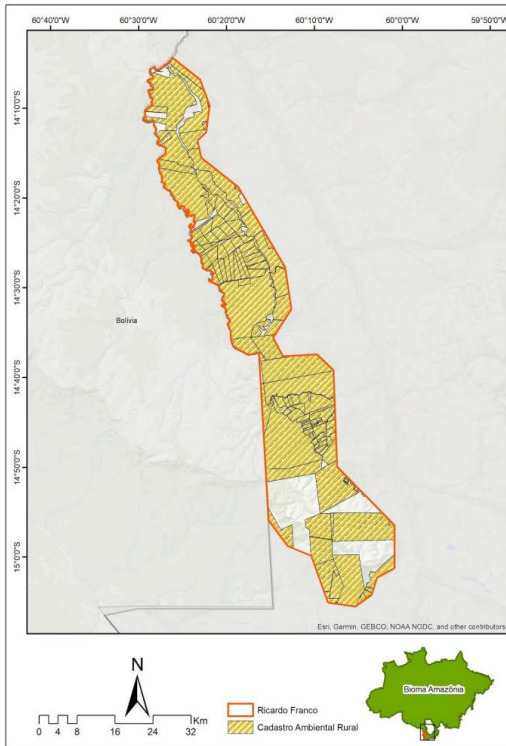 60°40'0"W 60°30'0"W 60°20'0"W 60°10'0"W 60°0'0"W 59°50'0"W
14°10'0"S
14°20'0"S
14°30'0"S
Bolívia
14°40'0"S
14°50'0"S
15°0'0"S
Esri, Garmin, GEBCO, NOAA NGDC, and other contributors
N
Bioma Amazônia
Ricardo Franco
Km
0 4 8 16 24 32
Cadastro Ambiental Rural